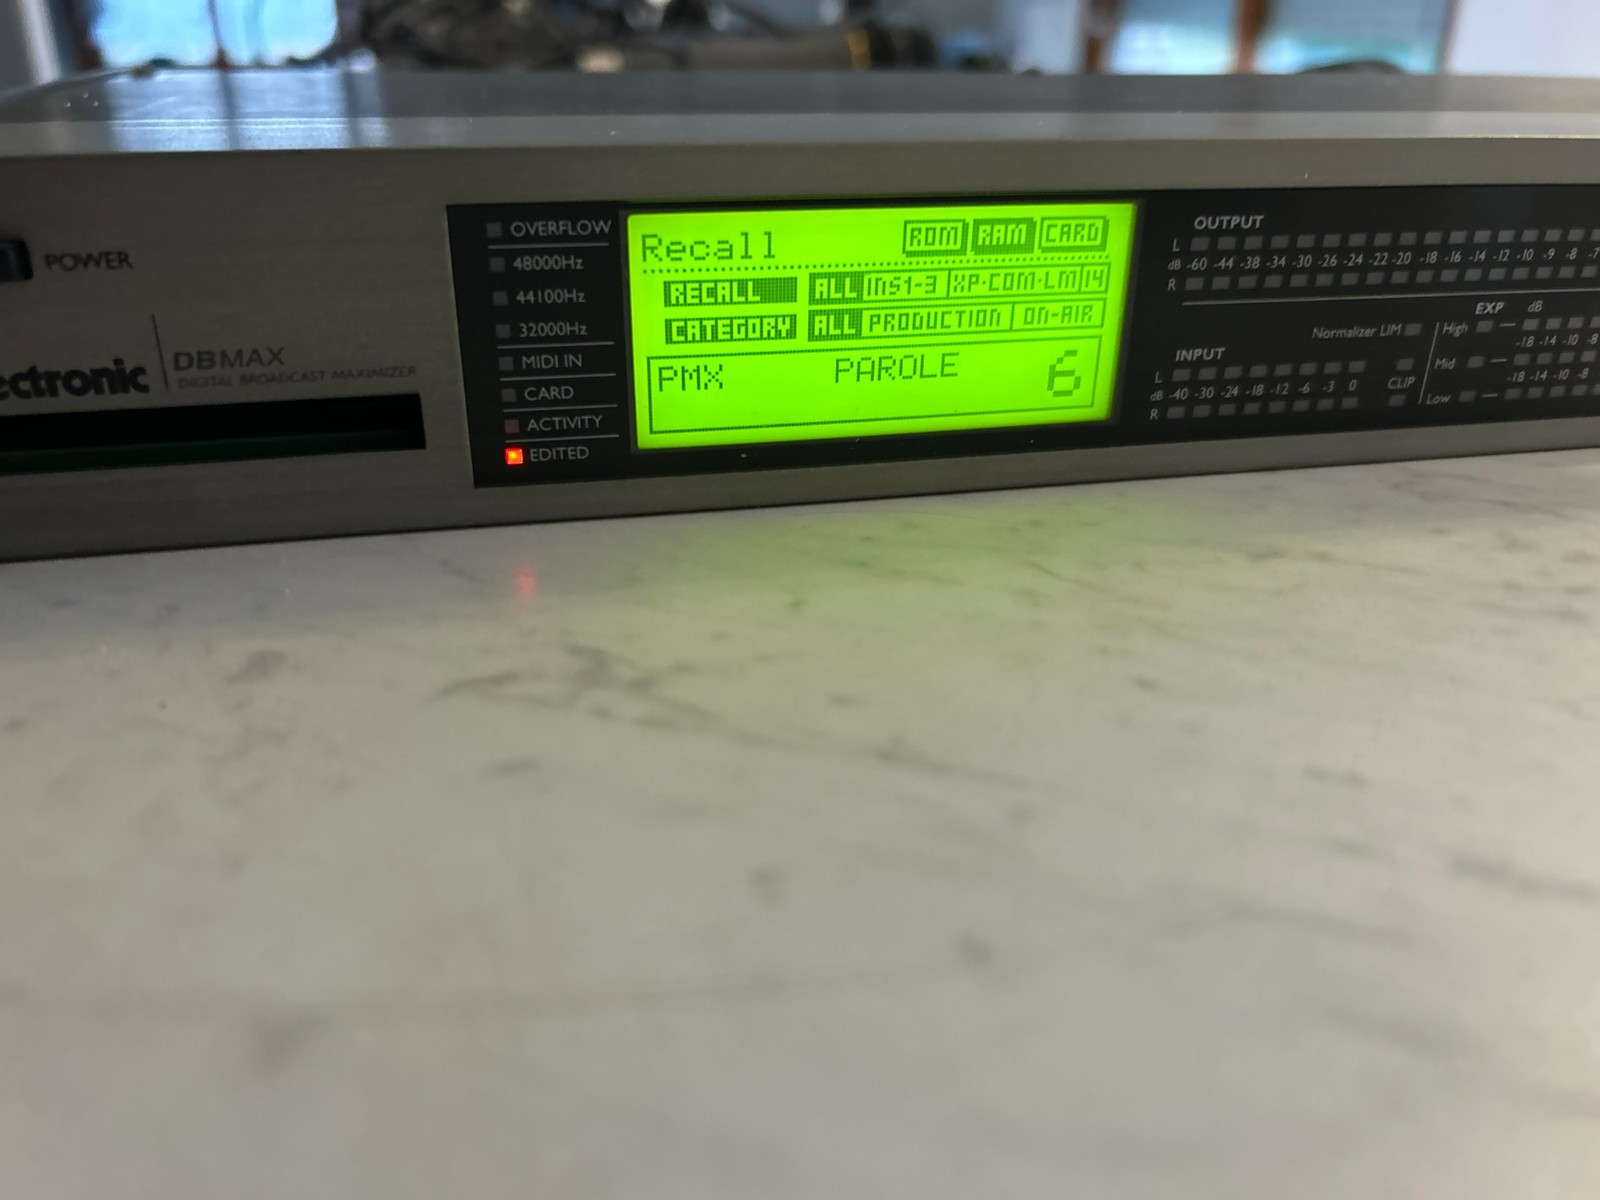 POWER
ectronic
DBMAX
DIGITAL BROADCAST MAXIMIZER
OVERFLOW
48000Hz
44100Hz
32000Hz
MIDI IN
CARD
ACTIVITY
EDITED
Recall ROM RAM CARD
RECALL ALL INS1-3 XP·COM·LM 14
CATEGORY ALL PRODUCTION ON-AIR
PMX PAROLE 6
OUTPUT
L
dB -60 -44 -38 -34 -30 -26 -24 -22 -20 -18 -16 -14 -12 -10 -9 -8 -7
R
EXP dB
Normalizer LIM High
-18 -14 -10 -8
INPUT
Mid
L
-18 -14 -10 -8
dB -40 -30 -24 -18 -12 -6 -3 0 CLIP
Low
R